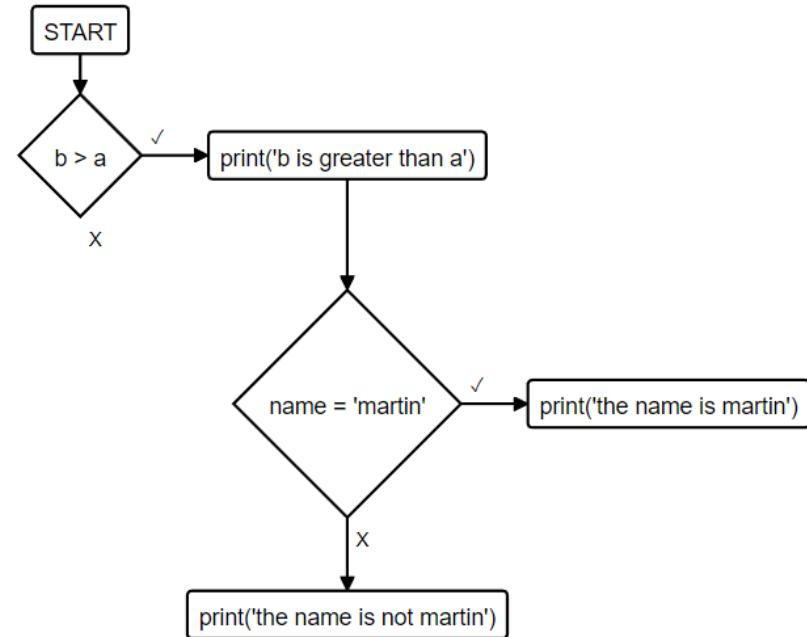 START
b > a
✓
print('b is greater than a')
X
name = 'martin'
✓
print('the name is martin')
X
print('the name is not martin')